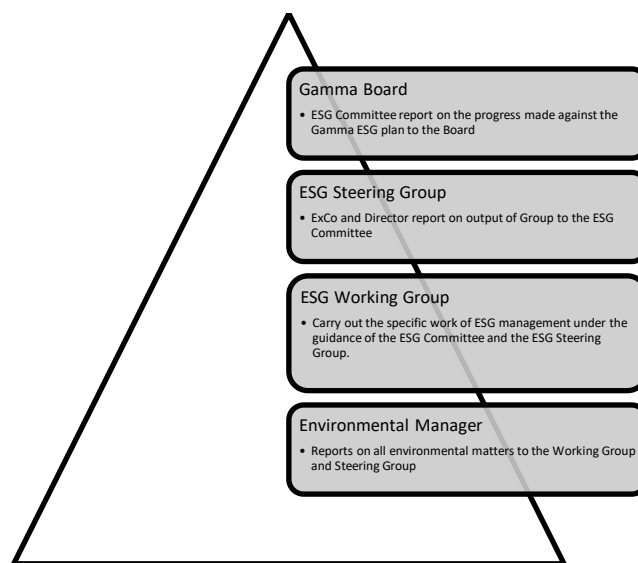 Gamma Board
• ESG Committee report on the progress made against the
Gamma ESG plan to the Board
ESG Steering Group
• ExCo and Director report on output of Group to the ESG
Committee
ESG Working Group
• Carry out the specific work of ESG management under the
guidance of the ESG Committee and the ESG Steering
Group.
Environmental Manager
• Reports on all environmental matters to the Working Group
and Steering Group